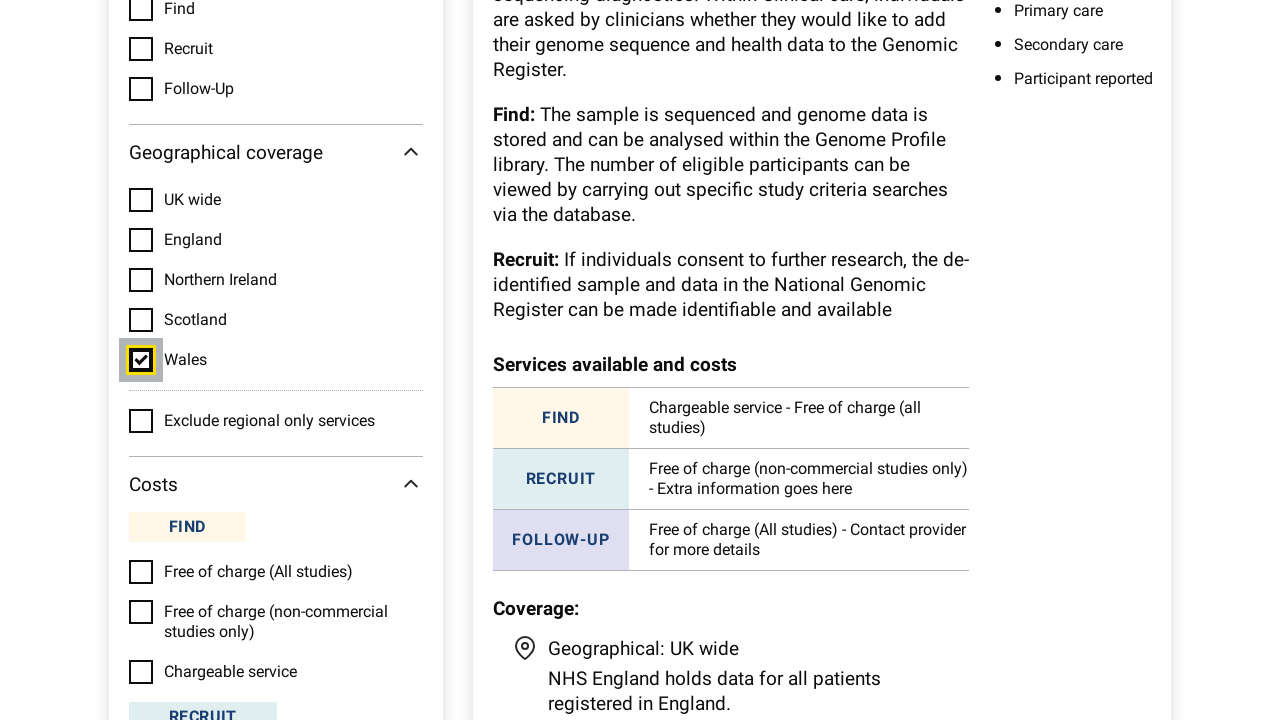 Find
Recruit
Follow-Up
Geographical coverage
UK wide
England
Northern Ireland
Scotland
Wales
Exclude regional only services
Costs
FIND
Free of charge (All studies)
Free of charge (non-commercial
studies only)
Chargeable service
RECRUIT
are asked by clinicians whether they would like to add
their genome sequence and health data to the Genomic
Register.
Find: The sample is sequenced and genome data is
stored and can be analysed within the Genome Profile
library. The number of eligible participants can be
viewed by carrying out specific study criteria searches
via the database.
Recruit: If individuals consent to further research, the de-
identified sample and data in the National Genomic
Register can be made identifiable and available
Services available and costs
FIND
Chargeable service - Free of charge (all
studies)
RECRUIT
Free of charge (non-commercial studies only)
- Extra information goes here
FOLLOW-UP
Free of charge (All studies) - Contact provider
for more details
Coverage:
Geographical: UK wide
NHS England holds data for all patients
registered in England.
Primary care
Secondary care
Participant reported